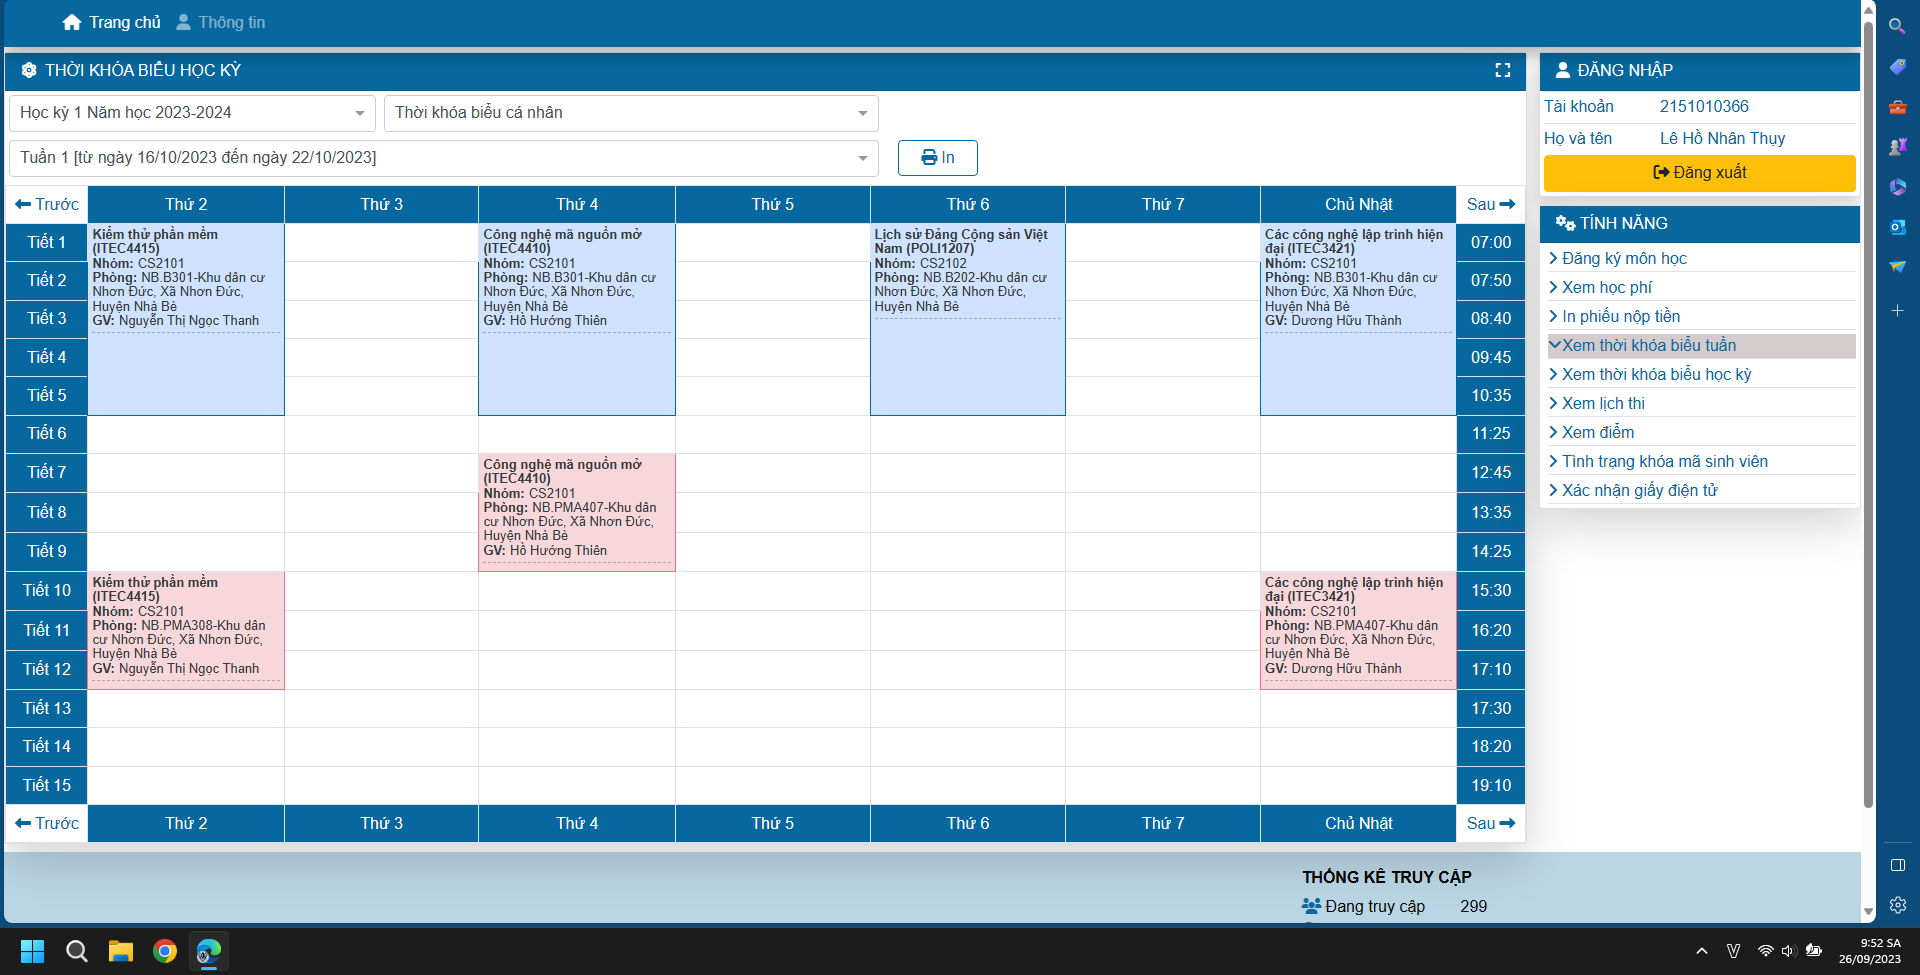 Trang chủ
Thông tin
THỜI KHÓA BIỂU HỌC KỲ
Học kỳ 1 Năm học 2023-2024
Thời khóa biểu cá nhân
Tuần 1 [từ ngày 16/10/2023 đến ngày 22/10/2023]
In
Trước
Thứ 2
Thứ 3
Thứ 4
Thứ 5
Thứ 6
Thứ 7
Chủ Nhật
Sau
Tiết 1
Tiết 2
Tiết 3
Tiết 4
Tiết 5
Tiết 6
Tiết 7
Tiết 8
Tiết 9
Tiết 10
Tiết 11
Tiết 12
Tiết 13
Tiết 14
Tiết 15
Kiểm thử phần mềm
(ITEC4415)
Nhóm: CS2101
Phòng: NB.B301-Khu dân cư
Nhơn Đức, Xã Nhơn Đức,
Huyện Nhà Bè
GV: Nguyễn Thị Ngọc Thanh
Kiểm thử phần mềm
(ITEC4415)
Nhóm: CS2101
Phòng: NB.PMA308-Khu dân
cư Nhơn Đức, Xã Nhơn Đức,
Huyện Nhà Bè
GV: Nguyễn Thị Ngọc Thanh
Công nghệ mã nguồn mở
(ITEC4410)
Nhóm: CS2101
Phòng: NB.B301-Khu dân cư
Nhơn Đức, Xã Nhơn Đức,
Huyện Nhà Bè
GV: Hồ Hướng Thiên
Công nghệ mã nguồn mở
(ITEC4410)
Nhóm: CS2101
Phòng: NB.PMA407-Khu dân
cư Nhơn Đức, Xã Nhơn Đức,
Huyện Nhà Bè
GV: Hồ Hướng Thiên
Lịch sử Đảng Cộng sản Việt
Nam (POLI1207)
Nhóm: CS2102
Phòng: NB.B202-Khu dân cư
Nhơn Đức, Xã Nhơn Đức,
Huyện Nhà Bè
Các công nghệ lập trình hiện
đại (ITEC3421)
Nhóm: CS2101
Phòng: NB.B301-Khu dân cư
Nhơn Đức, Xã Nhơn Đức,
Huyện Nhà Bè
GV: Dương Hữu Thành
Các công nghệ lập trình hiện
đại (ITEC3421)
Nhóm: CS2101
Phòng: NB.PMA407-Khu dân
cư Nhơn Đức, Xã Nhơn Đức,
Huyện Nhà Bè
GV: Dương Hữu Thành
07:00
07:50
08:40
09:45
10:35
11:25
12:45
13:35
14:25
15:30
16:20
17:10
17:30
18:20
19:10
Trước
Thứ 2
Thứ 3
Thứ 4
Thứ 5
Thứ 6
Thứ 7
Chủ Nhật
Sau
ĐĂNG NHẬP
Tài khoản 2151010366
Họ và tên Lê Hồ Nhân Thụy
Đăng xuất
TÍNH NĂNG
Đăng ký môn học
Xem học phí
In phiếu nộp tiền
Xem thời khóa biểu tuần
Xem thời khóa biểu học kỳ
Xem lịch thi
Xem điểm
Tình trạng khóa mã sinh viên
Xác nhận giấy điện tử
THỐNG KÊ TRUY CẬP
Đang truy cập 299
V
9:52 SA
26/09/2023